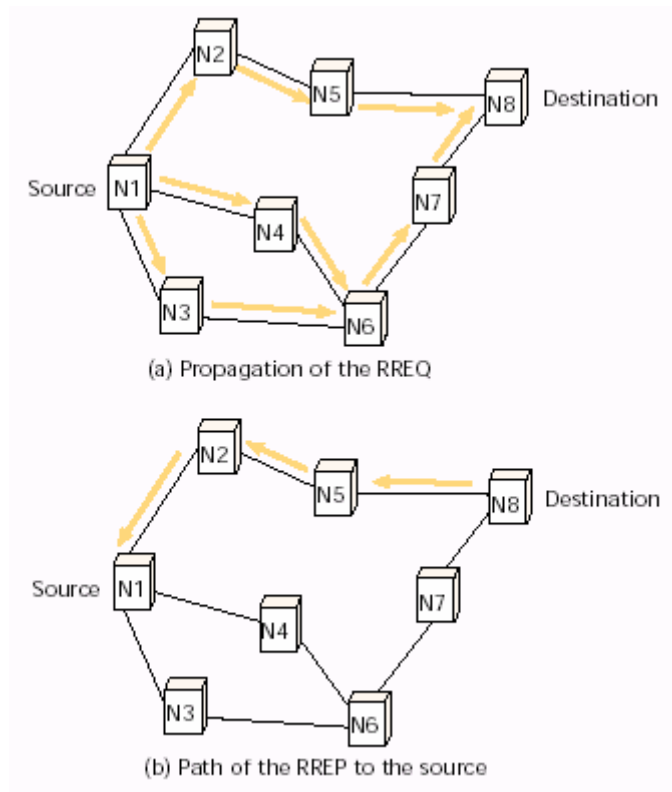 N2
N5
N8 Destination
Source N1
N7
N4
N3
N6
(a) Propagation of the RREQ
N2
N5
N8 Destination
Source N1
N7
N4
N3
N6
(b) Path of the RREP to the source